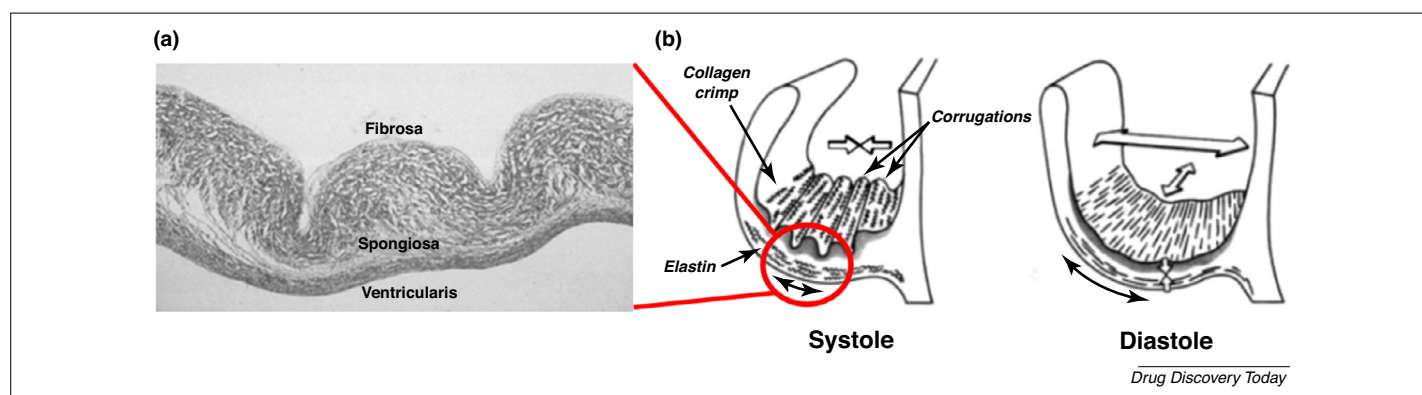 (a)
Fibrosa
Spongiosa
Ventricularis
(b)
Collagen
crimp
Corrugations
Elastin
Systole
Diastole
Drug Discovery Today